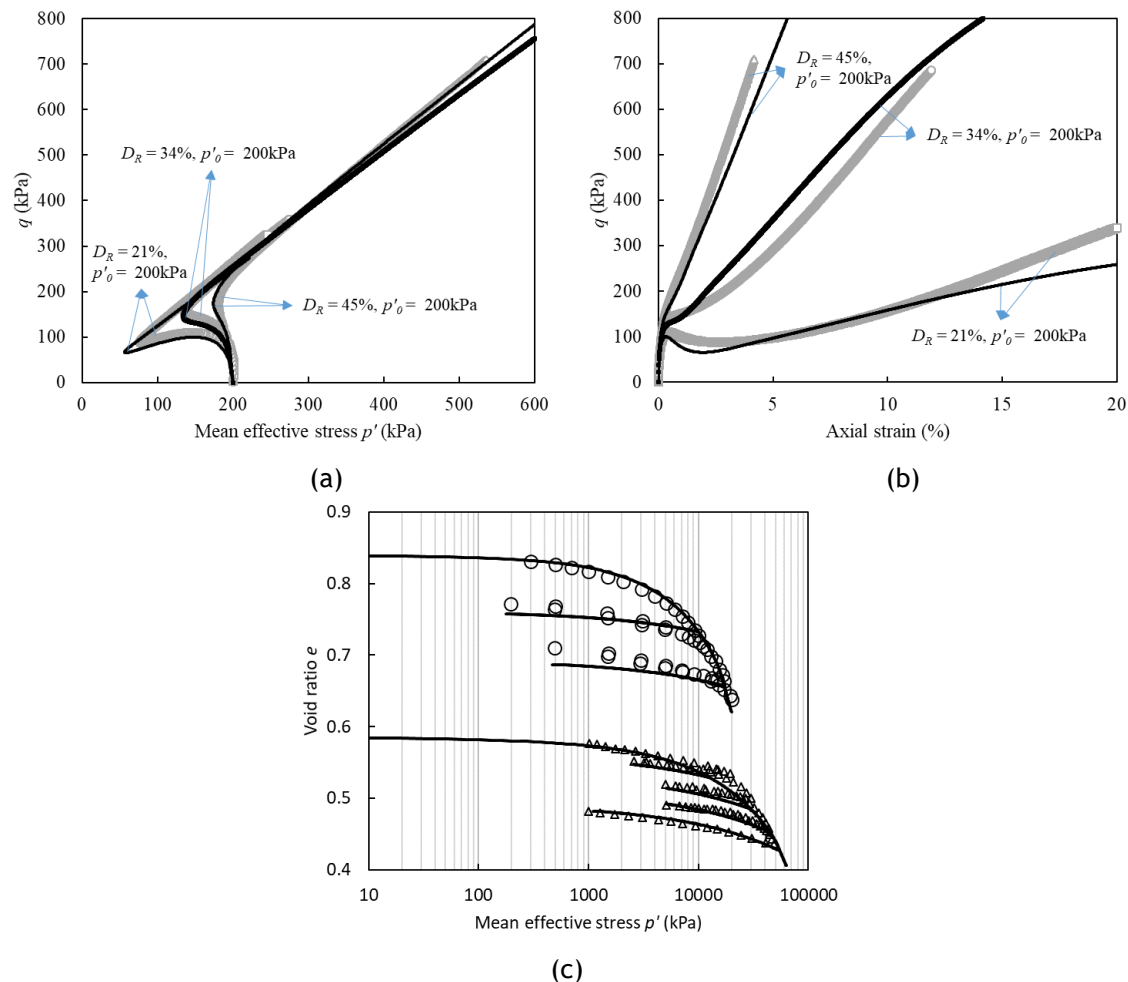 800
700
600
500
400
300
200
100
0
q (kPa)
D_R = 34%, p'_0 = 200kPa
D_R = 21%,
p'_0 = 200kPa
D_R = 45%, p'_0 = 200kPa
0 100 200 300 400 500 600
Mean effective stress p' (kPa)
(a)
800
700
600
500
400
300
200
100
0
q (kPa)
D_R = 45%,
p'_0 = 200kPa
D_R = 34%, p'_0 = 200kPa
D_R = 21%, p'_0 = 200kPa
0 5 10 15 20
Axial strain (%)
(b)
0.9
0.8
0.7
0.6
0.5
0.4
Void ratio e
10 100 1000 10000 100000
Mean effective stress p' (kPa)
(c)